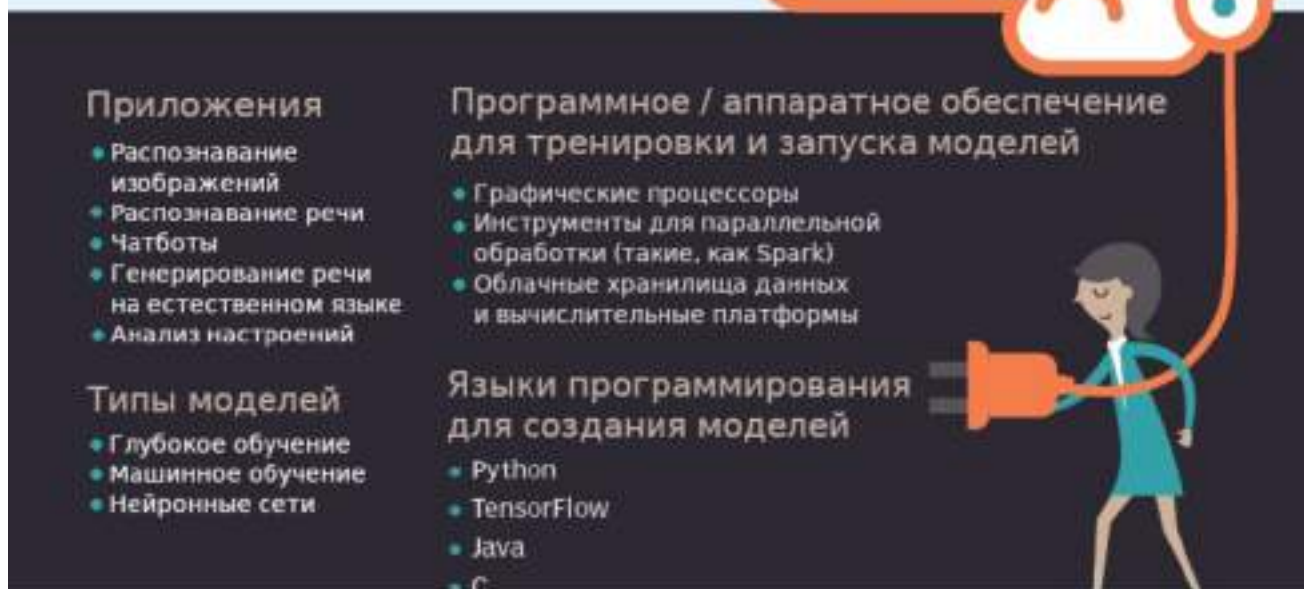 Приложения
Распознавание
изображений
Распознавание речи
Чатботы
Генерирование речи
на естественном языке
Анализ настроений
Типы моделей
Глубокое обучение
Машинное обучение
Нейронные сети
Программное / аппаратное обеспечение
для тренировки и запуска моделей
Графические процессоры
Инструменты для параллельной
обработки (такие, как Spark)
Облачные хранилища данных
и вычислительные платформы
Языки программирования
для создания моделей
Python
TensorFlow
Java
C